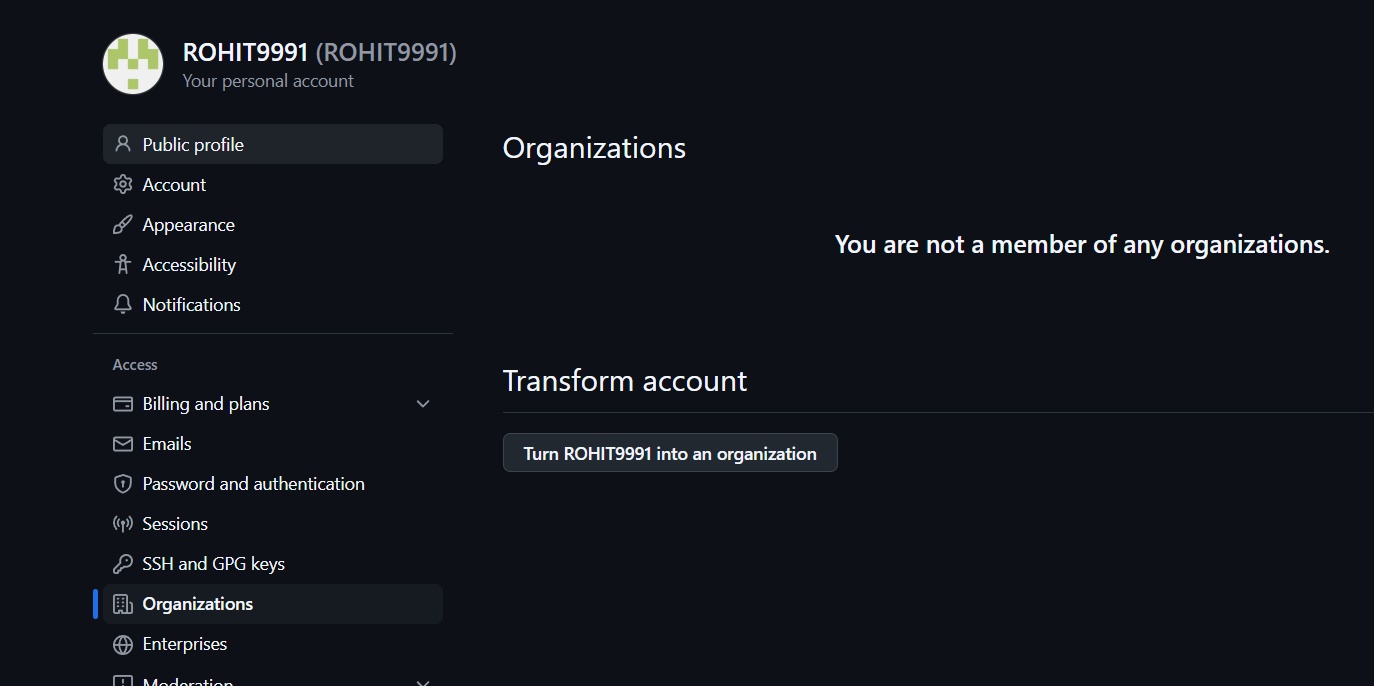 ROHIT9991 (ROHIT9991)
Your personal account
Public profile
Account
Appearance
Accessibility
Notifications
Access
Billing and plans
Emails
Password and authentication
Sessions
SSH and GPG keys
Organizations
Enterprises
Moderation
Organizations
You are not a member of any organizations.
Transform account
Turn ROHIT9991 into an organization